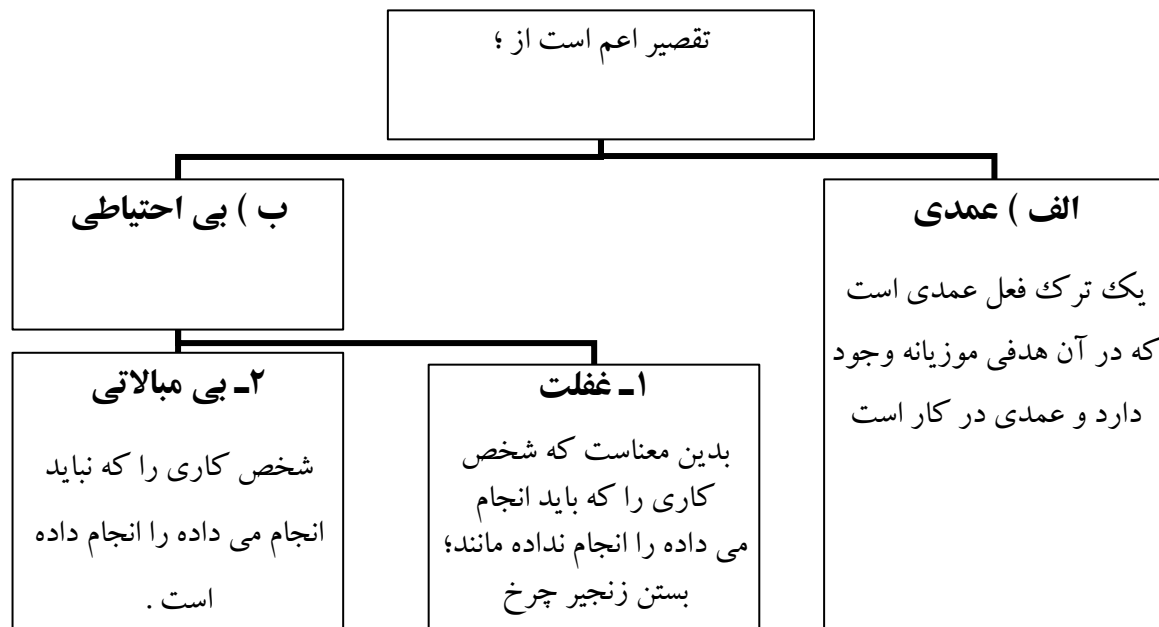 تقصیر اعم است از ؛
الف ) عمدی
یک ترک فعل عمدی است
که در آن هدفی موزیانه وجود
دارد و عمدی در کار است
ب ) بی احتیاطی
۱ـ غفلت
بدین معناست که شخص
کاری را که باید انجام
می داده را انجام نداده مانند؛
بستن زنجیر چرخ
۲ـ بی مبالاتی
شخص کاری را که نباید
انجام می داده را انجام داده
است .